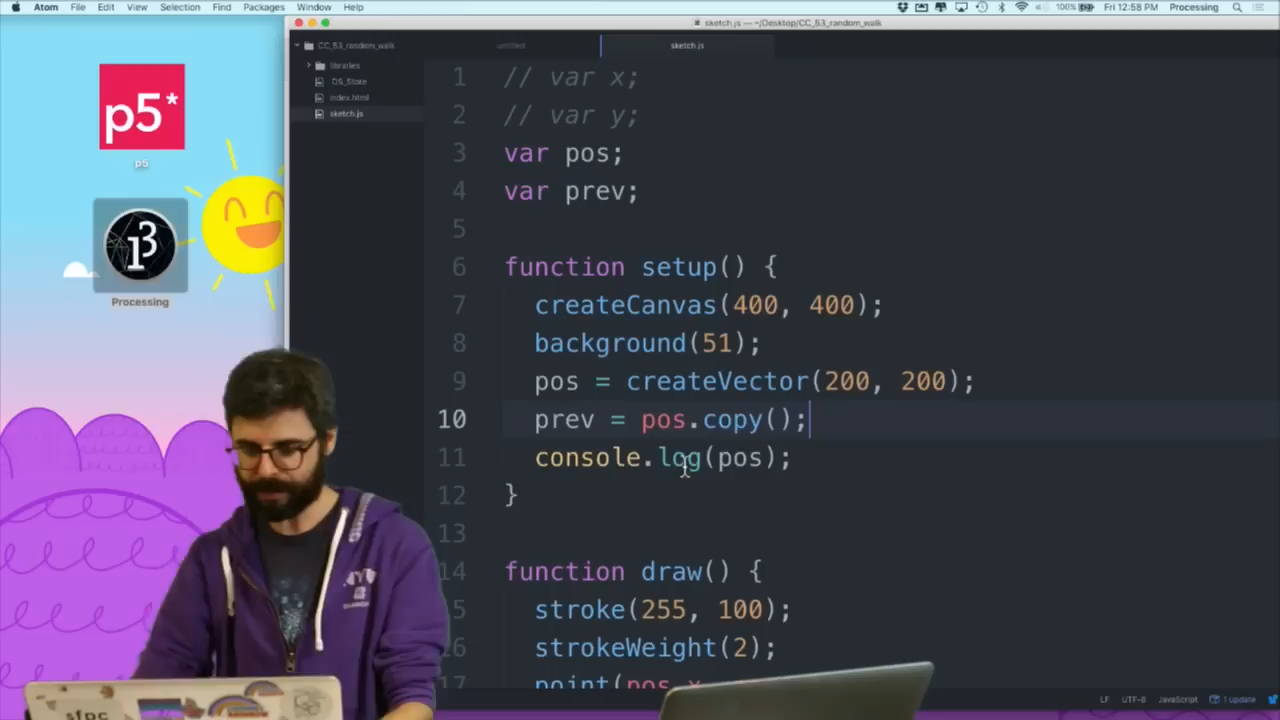 Atom File Edit View Selection Find Packages Window Help 100% Fri 12:58 PM Processing
sketch.js — ~/Desktop/CC_53_random_walk
CC_53_random_walk untitled sketch.js
libraries
.DS_Store
index.html
sketch.js
p5*
p5
Processing
1 // var x;
2 // var y;
3 var pos;
4 var prev;
5
6 function setup() {
7 createCanvas(400, 400);
8 background(51);
9 pos = createVector(200, 200);
10 prev = pos.copy();
11 console.log(pos);
12 }
13
14 function draw() {
15 stroke(255, 100);
16 strokeWeight(2);
17 point(pos.x
LF UTF-8 JavaScript 1 update
sfpc